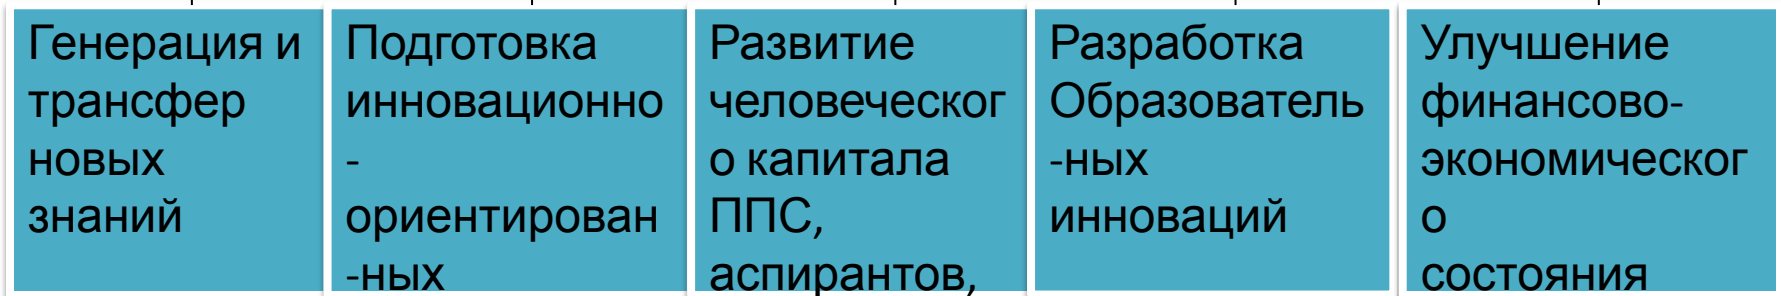 Генерация и
трансфер
новых
знаний
Подготовка
инновационно
-
ориентирован
-ных
Развитие
человеческог
о капитала
ППС,
аспирантов,
Разработка
Образователь
-ных
инноваций
Улучшение
финансово-
экономическог
о
состояния